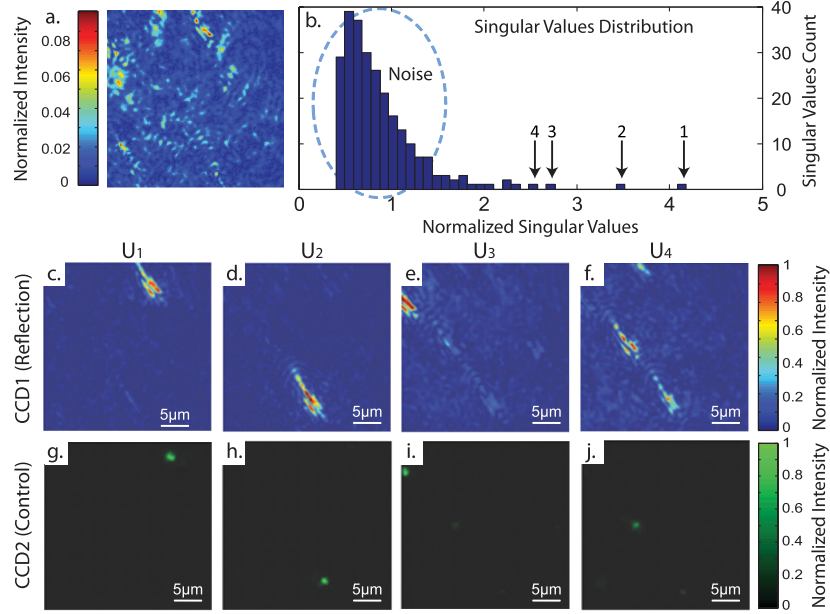 a.
Normalized Intensity
0.08
0.06
0.04
0.02
0
b.
Singular Values Distribution
Noise
4 3 2 1
40
30
20
10
0
Singular Values Count
0 1 2 3 4 5
Normalized Singular Values
U1 U2 U3 U4
CCD1 (Reflection)
c. d. e. f.
5µm 5µm 5µm 5µm
1
0.8
0.6
0.4
0.2
0
Normalized Intensity
CCD2 (Control)
g. h. i. j.
5µm 5µm 5µm 5µm
1
0.8
0.6
0.4
0.2
0
Normalized Intensity